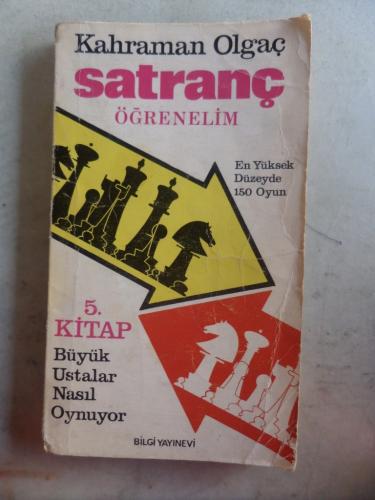 Kahraman Olgaç
satranç
ÖĞRENELİM
En Yüksek
Düzeyde
150 Oyun
5.
KİTAP
Büyük
Ustalar
Nasıl
Oynuyor
BİLGİ YAYINEVİ